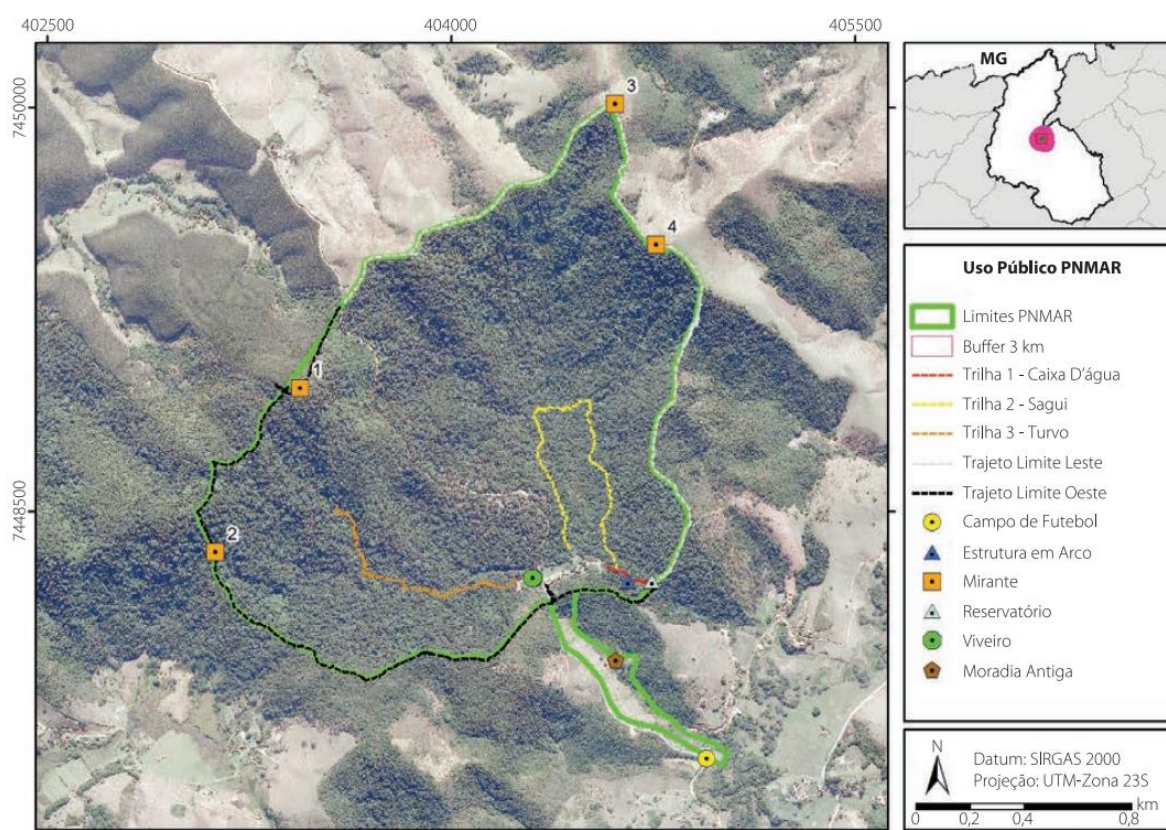 402500
404000
405500
7450000
7448500
3
4
1
2
MG
Uso Público PNMAR
Limites PNMAR
Buffer 3 km
Trilha 1 - Caixa D'água
Trilha 2 - Sagui
Trilha 3 - Turvo
Trajeto Limite Leste
Trajeto Limite Oeste
Campo de Futebol
Estrutura em Arco
Mirante
Reservatório
Viveiro
Moradia Antiga
N
Datum: SIRGAS 2000
Projeção: UTM-Zona 23S
km
0 0,2 0,4 0,8